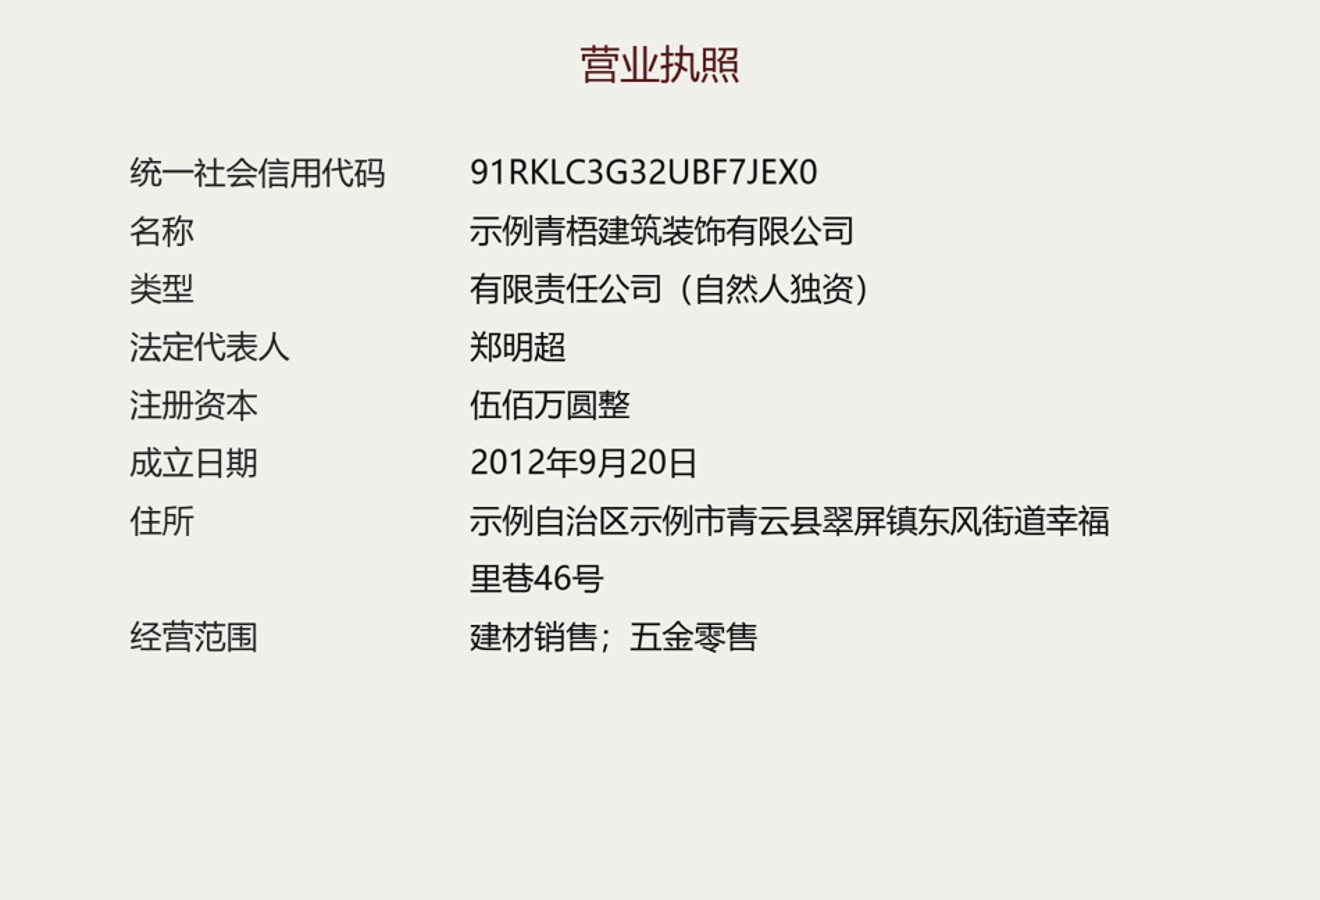 营业执照
统一社会信用代码 91RKLC3G32UBF7JEX0
名称 示例青梧建筑装饰有限公司
类型 有限责任公司（自然人独资）
法定代表人 郑明超
注册资本 伍佰万圆整
成立日期 2012年9月20日
住所 示例自治区示例市青云县翠屏镇东风街道幸福
里巷46号
经营范围 建材销售；五金零售